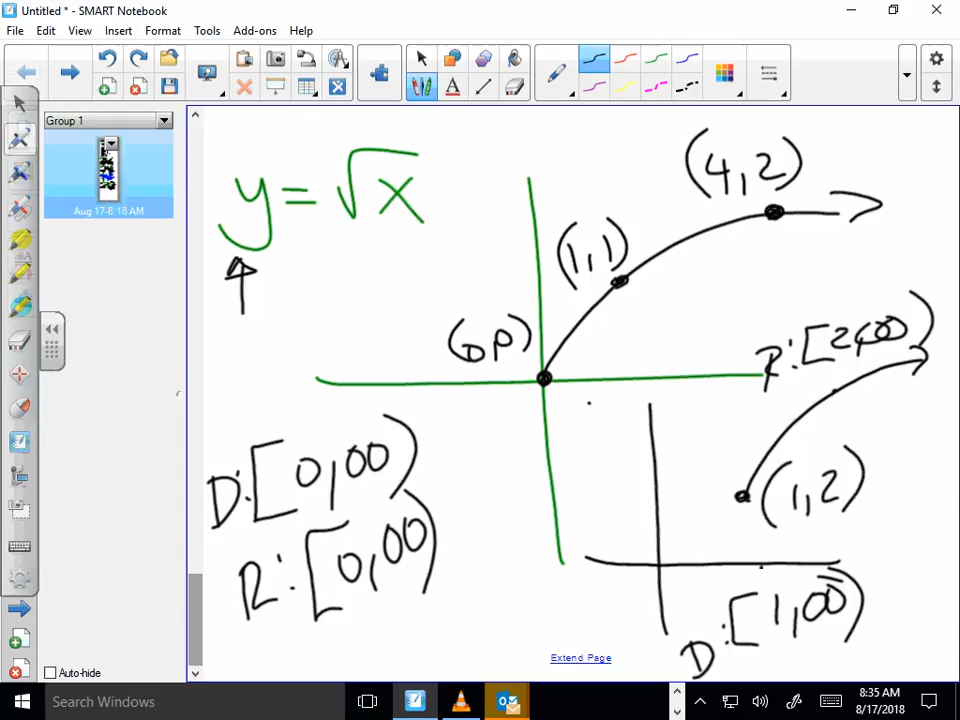 Untitled * - SMART Notebook
File Edit View Insert Format Tools Add-ons Help
Group 1
Aug 17-8:18 AM
y = √x
(4,2)
(1,1)
(0,0)
R:[2,∞)
D:[0,∞)
R:[0,∞)
(1,2)
D:[1,∞)
Extend Page
Auto-hide
Search Windows
8:35 AM
8/17/2018